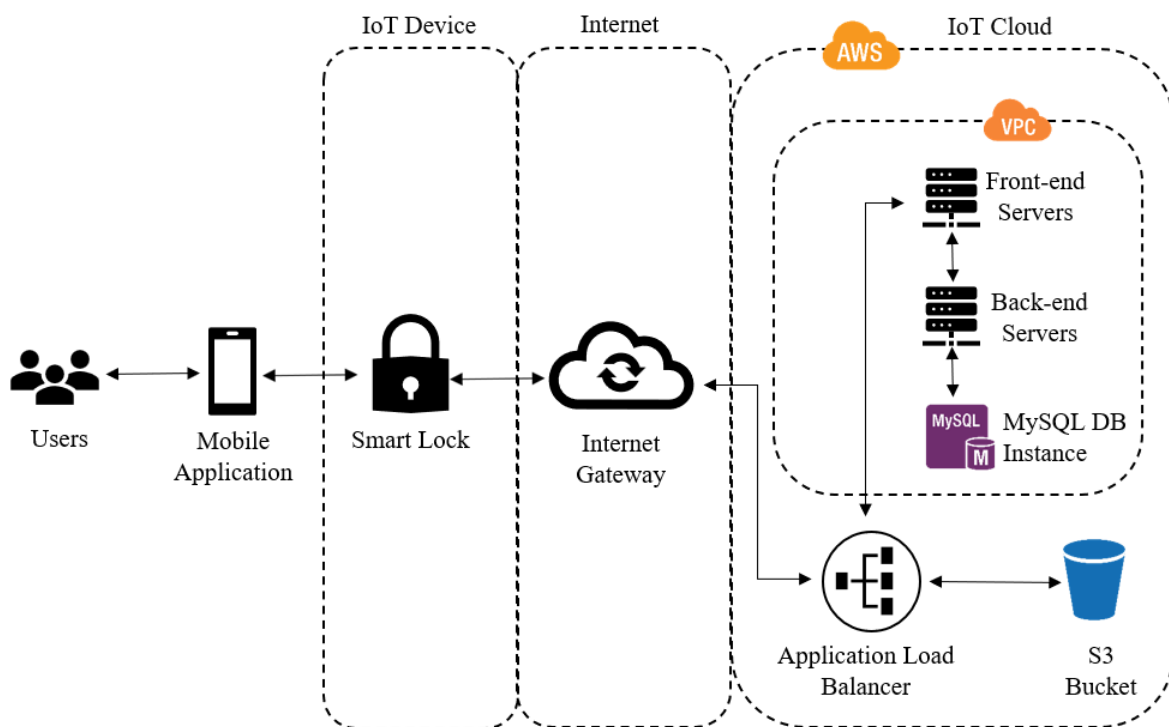 IoT Device
Internet
IoT Cloud
AWS
VPC
Front-end
Servers
Back-end
Servers
MySQL
M
MySQL DB
Instance
Users
Mobile
Application
Smart Lock
Internet
Gateway
Application Load
Balancer
S3
Bucket